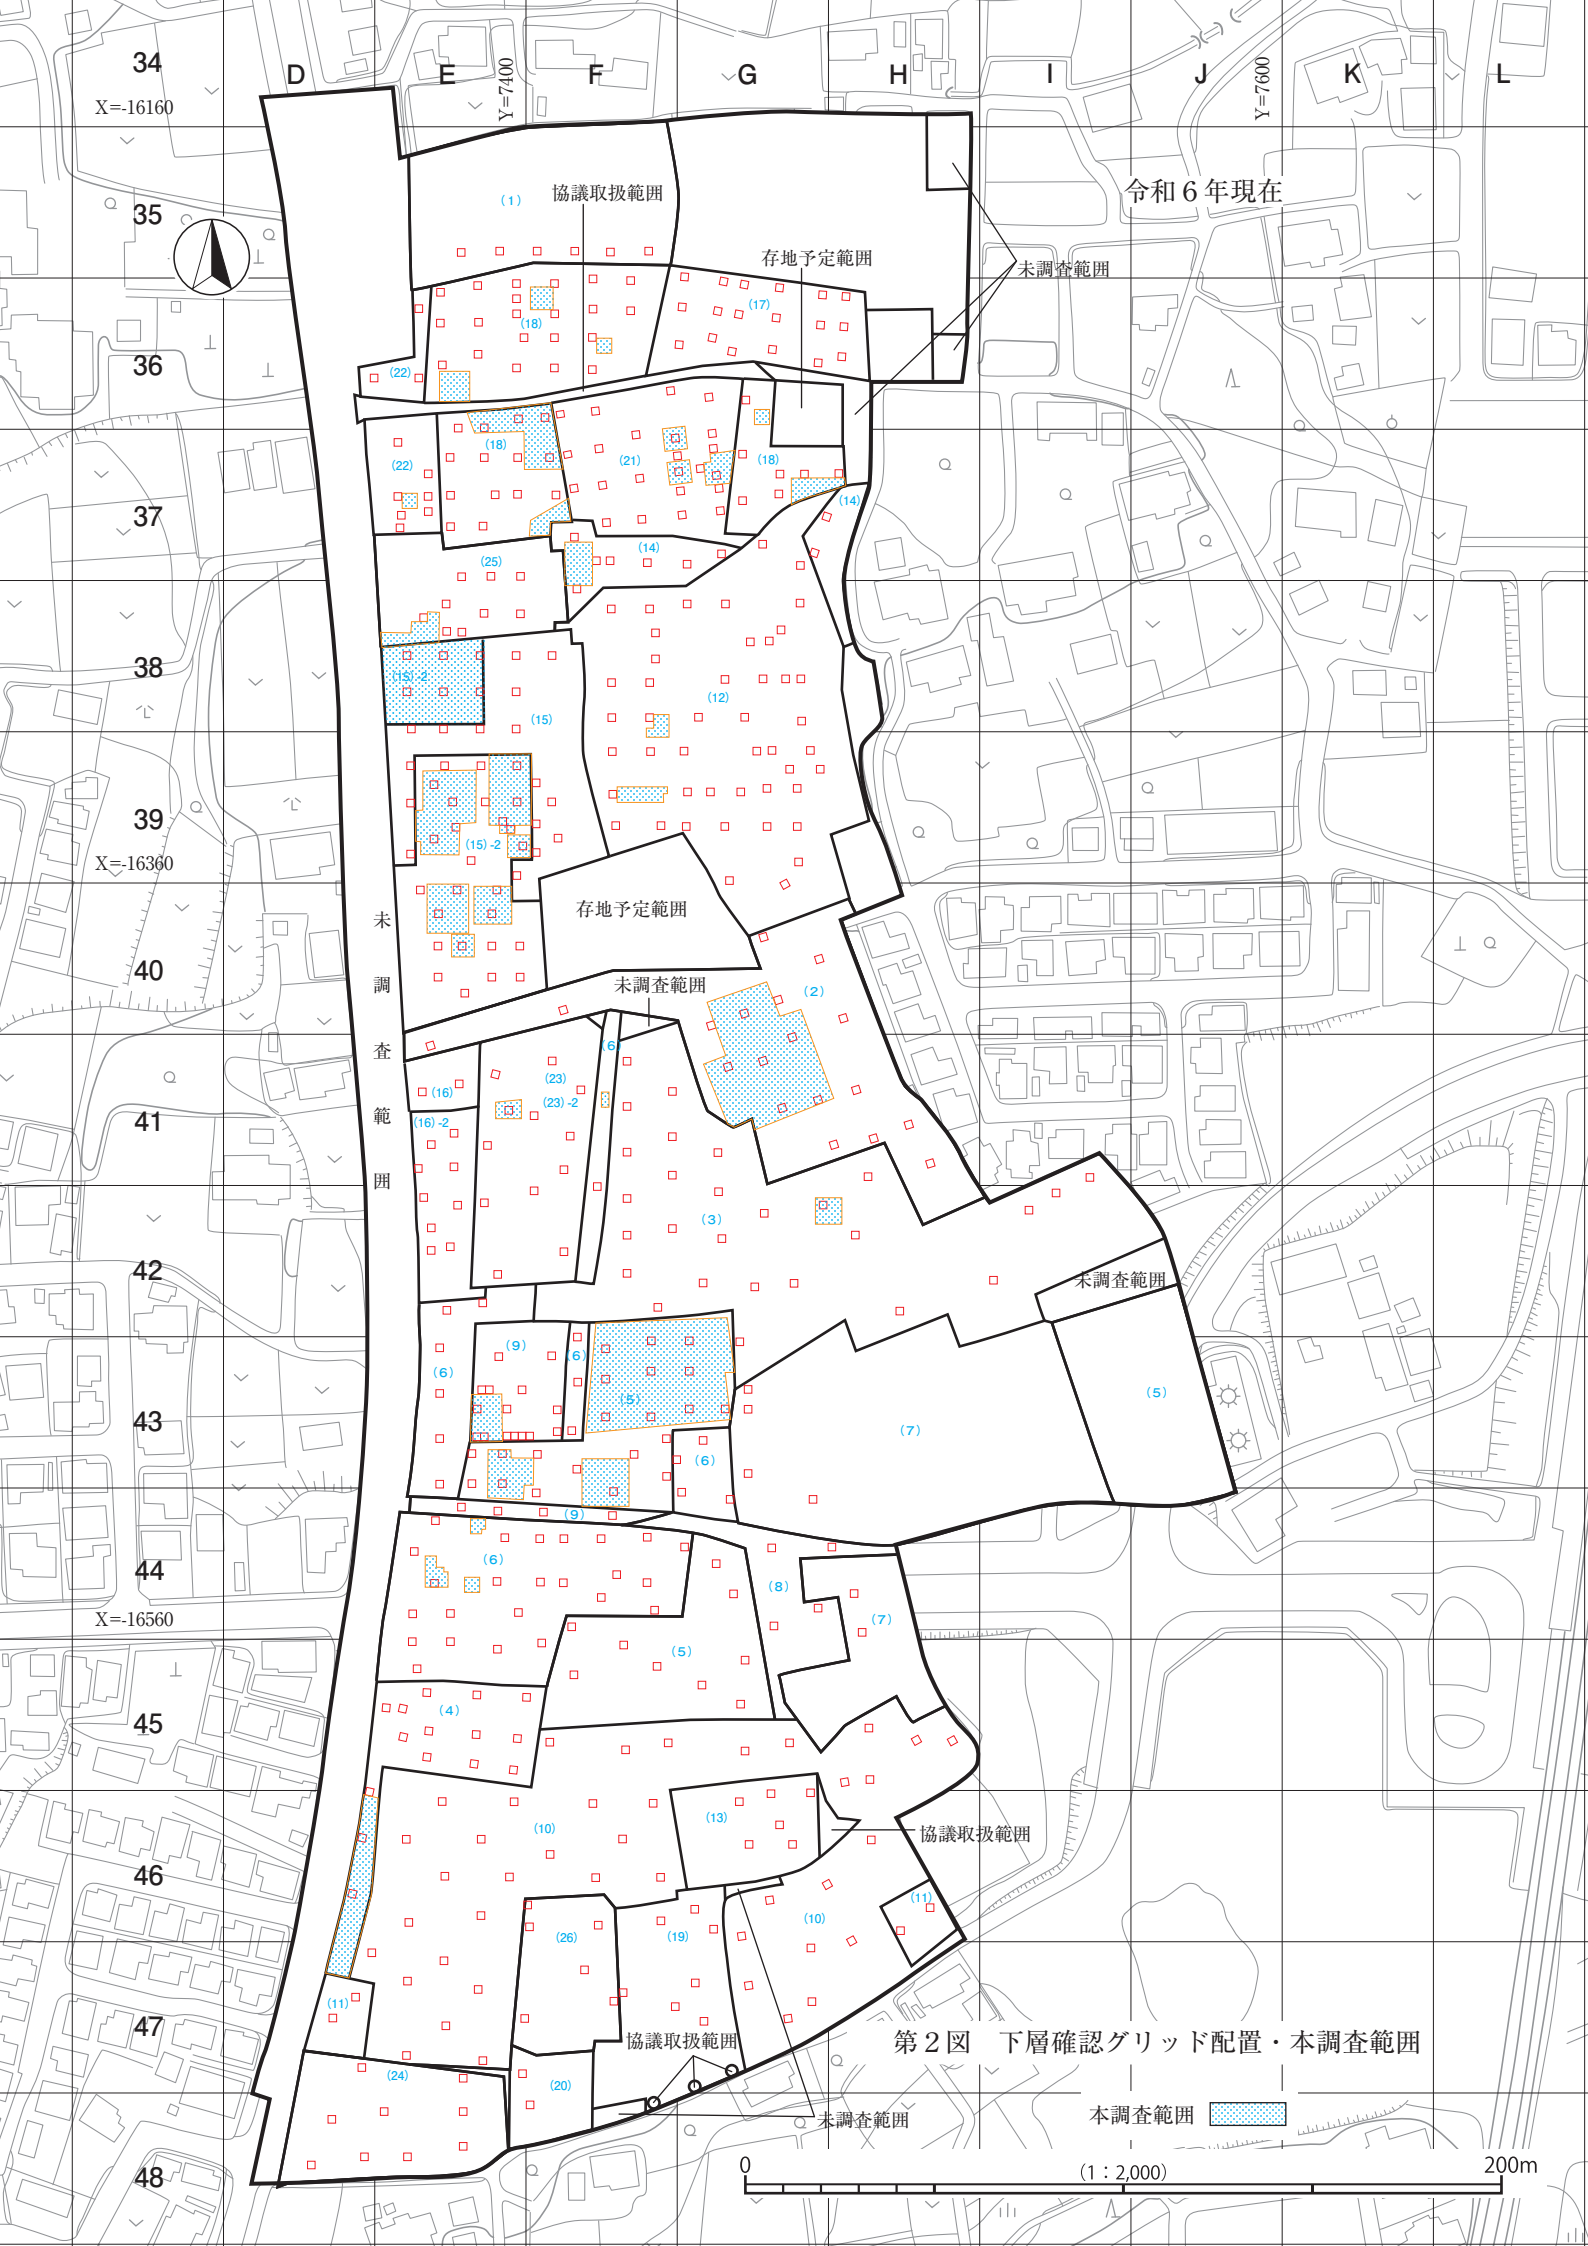 34
D
E
F
G
H
I
J
K
L
Y=7400
Y=7600
X=-16160
令和６年現在
35
(1)
協議取扱範囲
存地予定範囲
未調査範囲
(17)
(18)
36
(22)
(18)
(22)
(21)
(18)
(14)
37
(14)
(25)
38
(15)-2
(12)
(15)
39
(15)-2
X=-16360
存地予定範囲
未調査範囲
40
未調査範囲
(2)
(6)
(23)
(16)
(23)-2
41
(16)-2
(3)
42
未調査範囲
(9)
(6)
(6)
(5)
(5)
43
(7)
(6)
(9)
44
(6)
(8)
X=-16560
(7)
(5)
45
(4)
(13)
(10)
協議取扱範囲
46
(11)
(10)
(26)
(19)
(11)
47
協議取扱範囲
第２図　下層確認グリッド配置・本調査範囲
(24)
(20)
本調査範囲
未調査範囲
48
0
(1：2,000)
200m